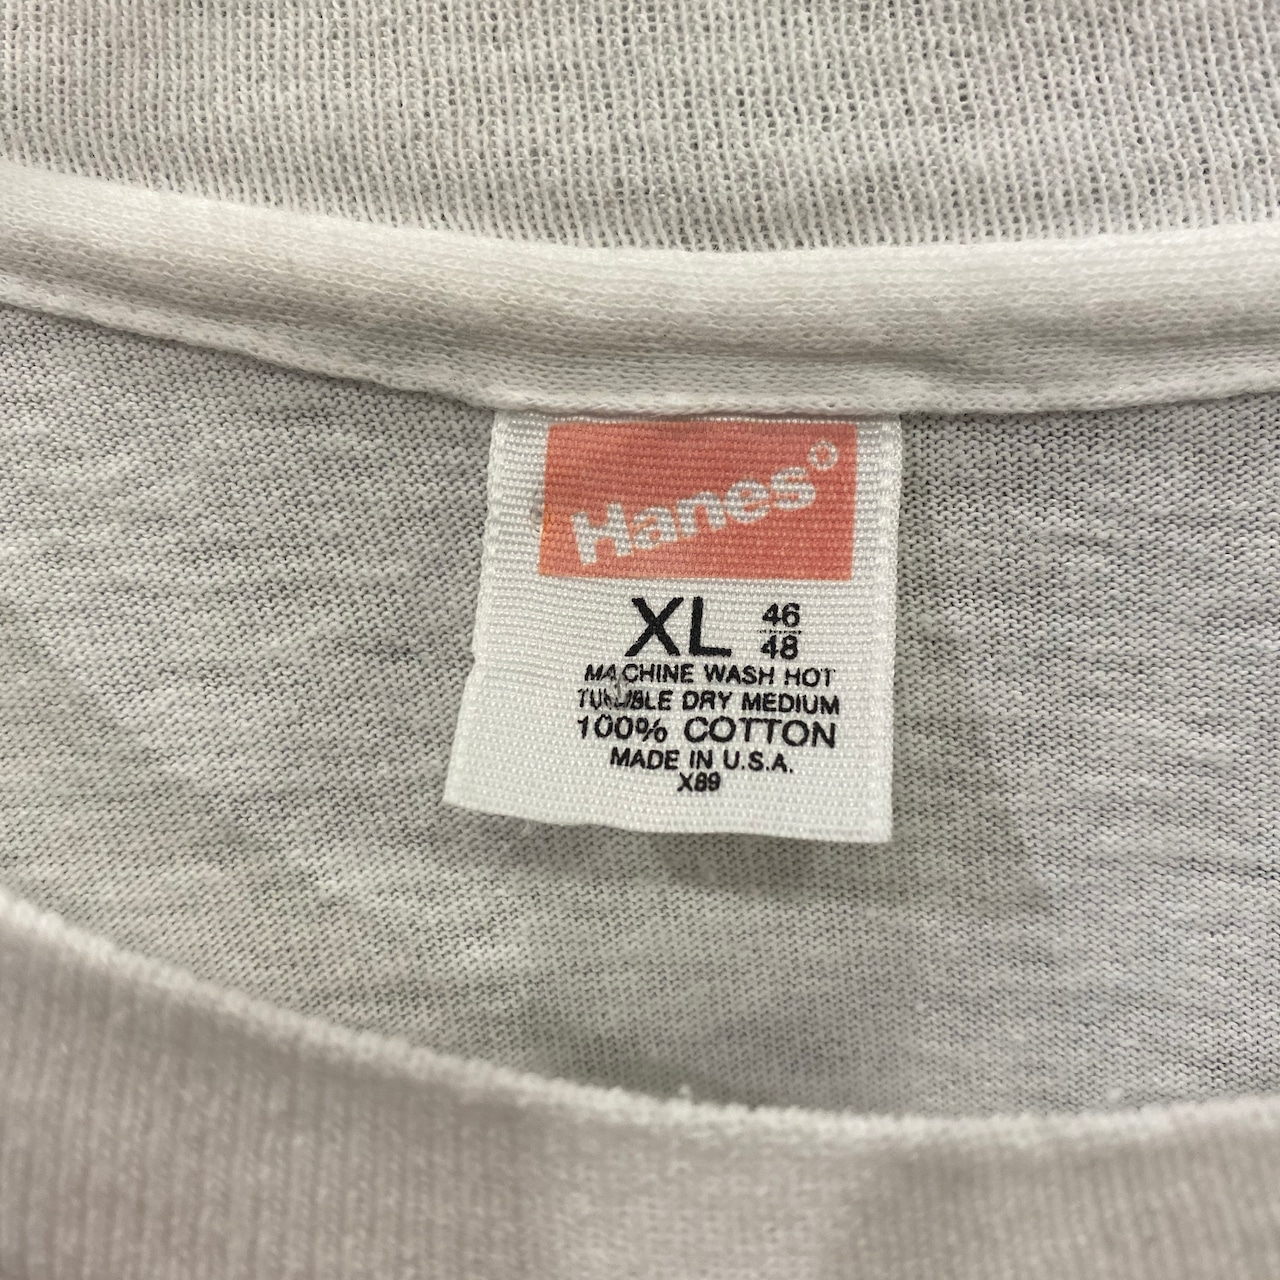 Hanes®
XL 46/48
MACHINE WASH HOT
TUMBLE DRY MEDIUM
100% COTTON
MADE IN U.S.A.
X89